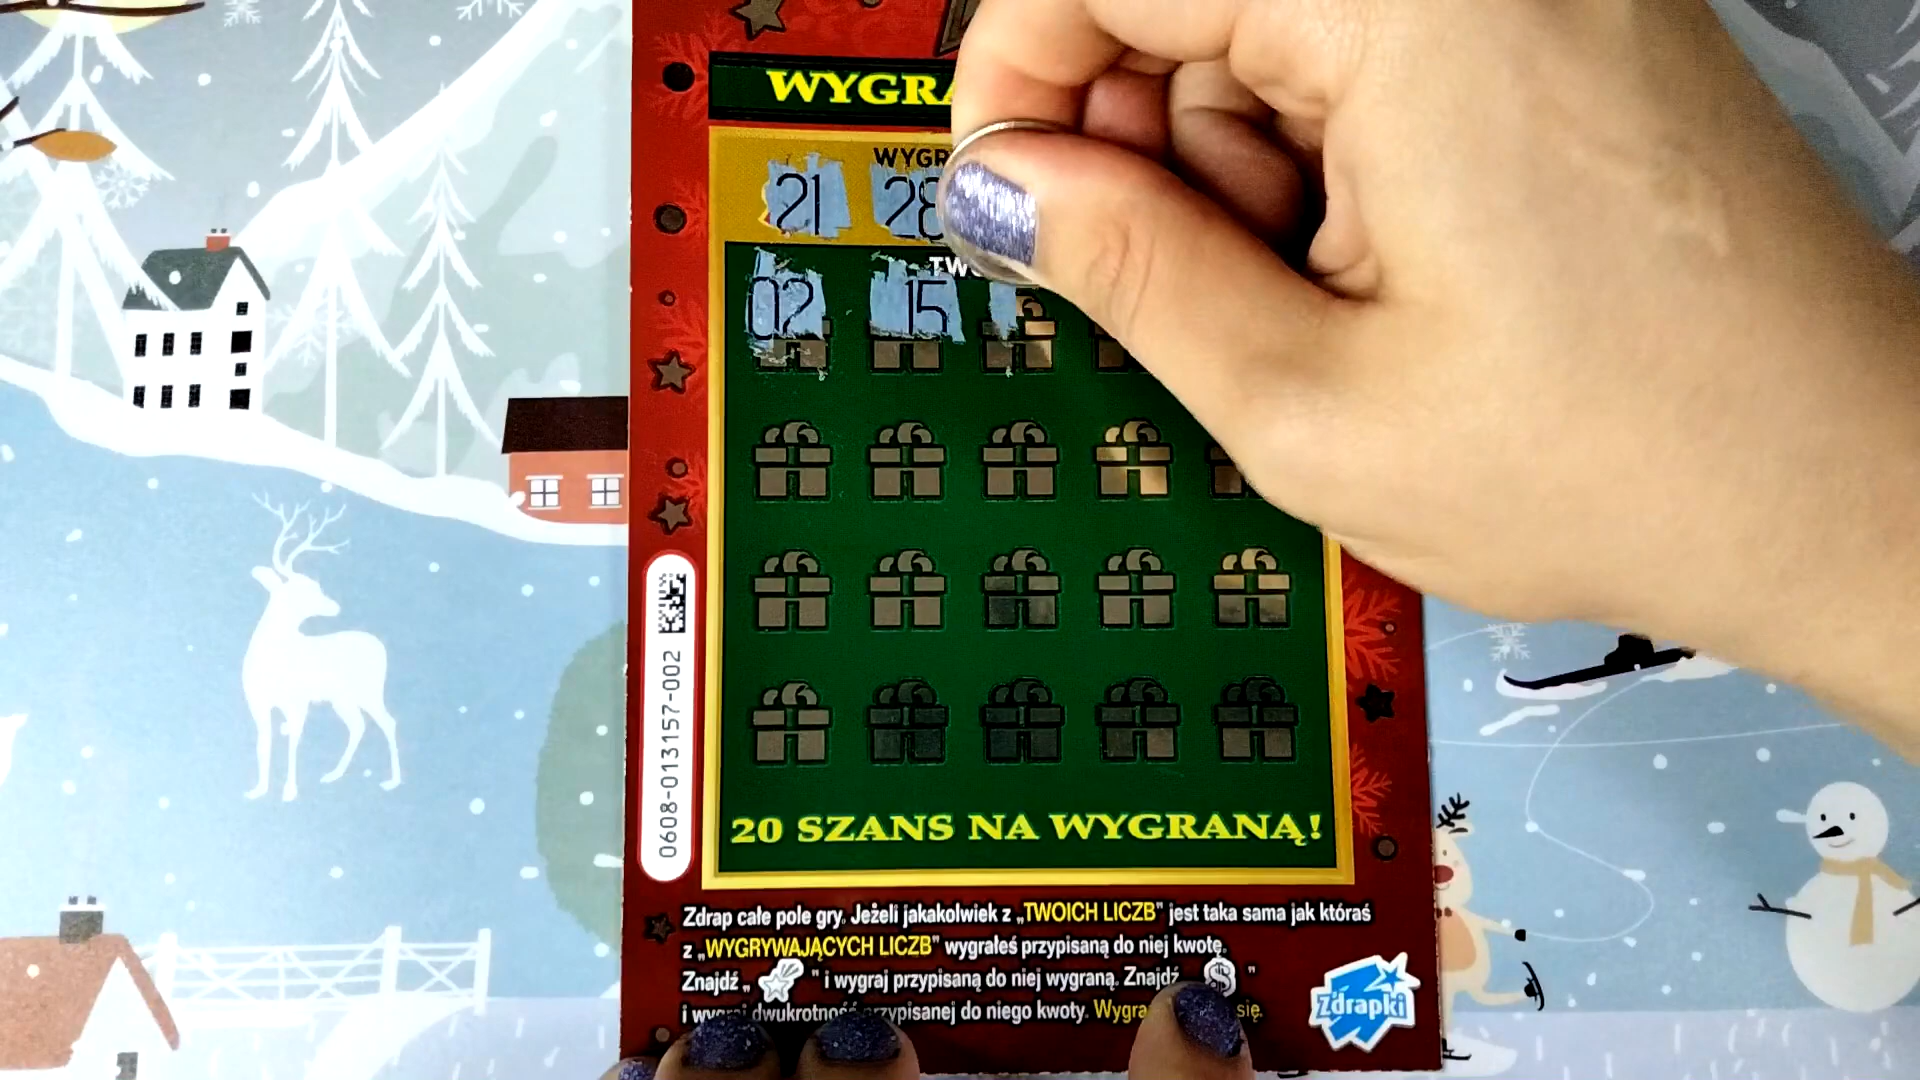 WYGRA
WYGR
21 28
TWO
02 15
0608-013157-002
20 SZANS NA WYGRANĄ!
Zdrap całe pole gry. Jeżeli jakakolwiek z „TWOICH LICZB" jest taka sama jak któraś
z „WYGRYWAJĄCYCH LICZB" wygrałeś przypisaną do niej kwotę.
Znajdź „ " i wygraj przypisaną do niej wygraną. Znajdź „ $ "
i wygraj dwukrotność przypisanej do niego kwoty. Wygra się.
Zdrapki